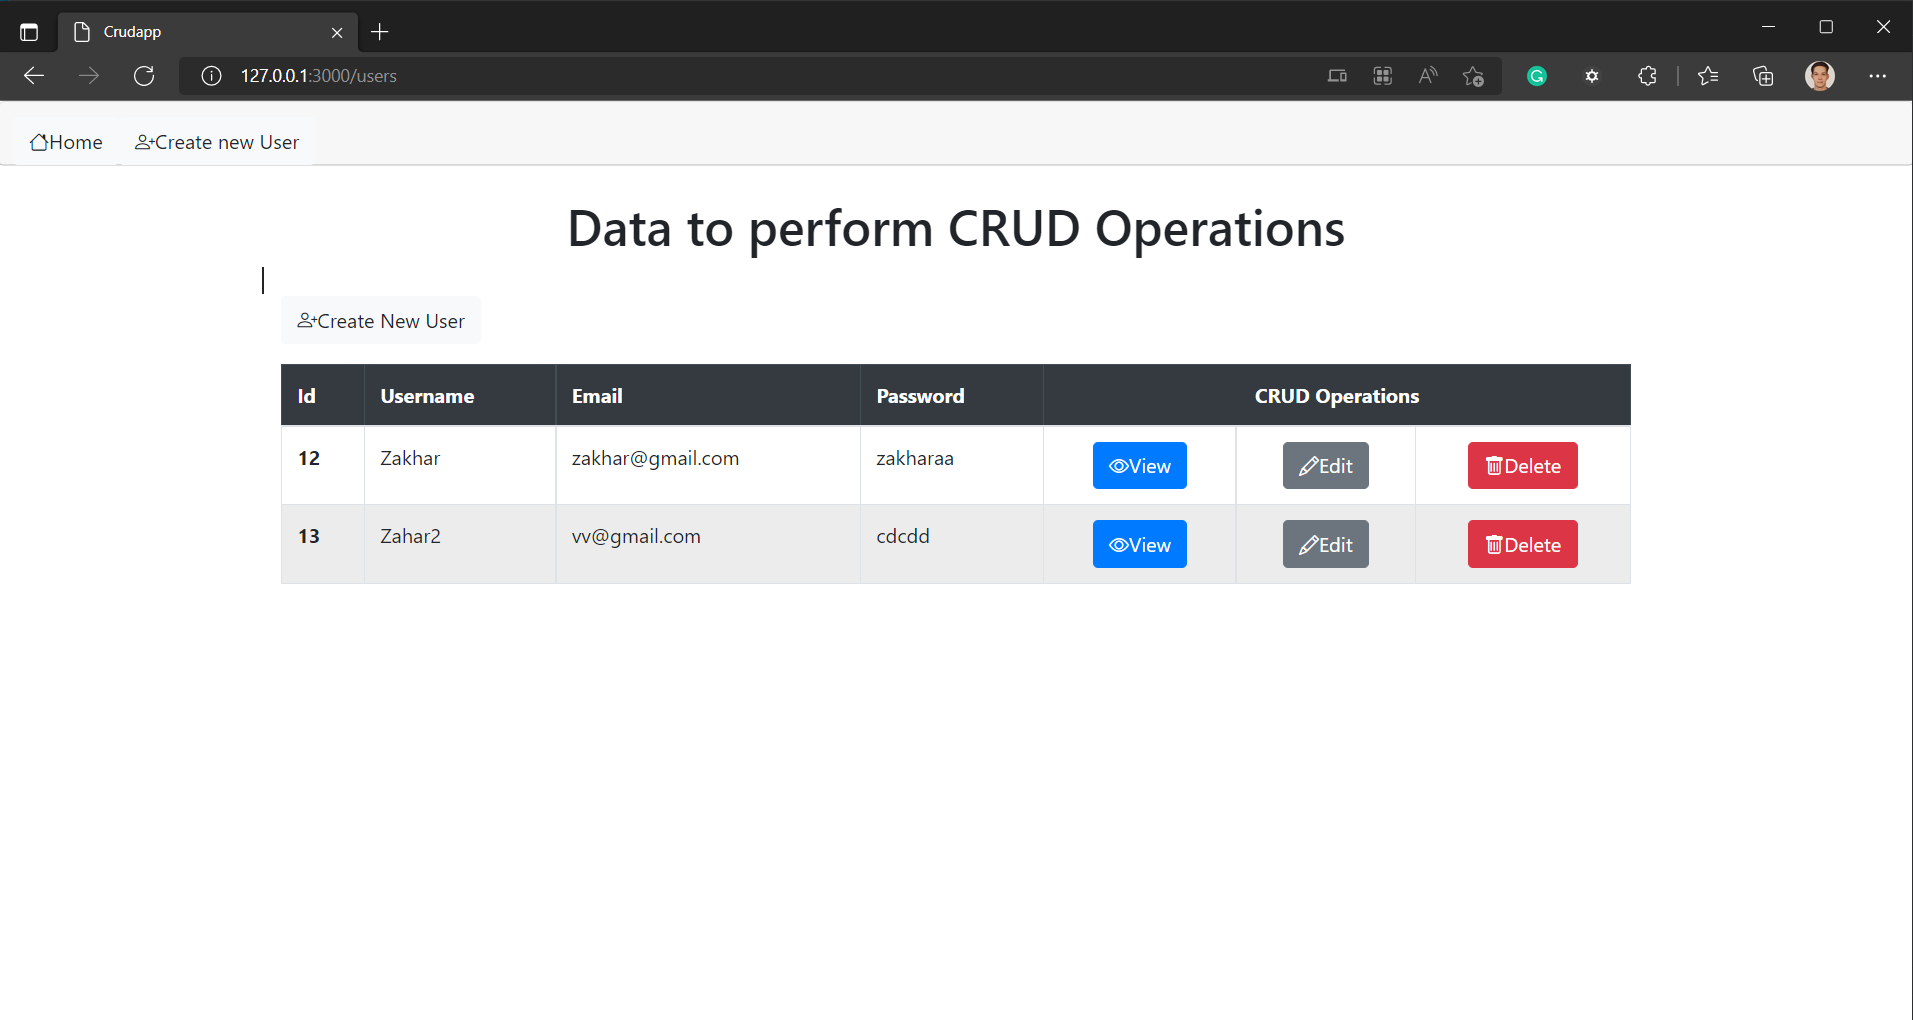 Crudapp
127.0.0.1:3000/users
Home Create new User
Data to perform CRUD Operations
Create New User
Id Username Email Password CRUD Operations
12 Zakhar zakhar@gmail.com zakharaa View Edit Delete
13 Zahar2 vv@gmail.com cdcdd View Edit Delete